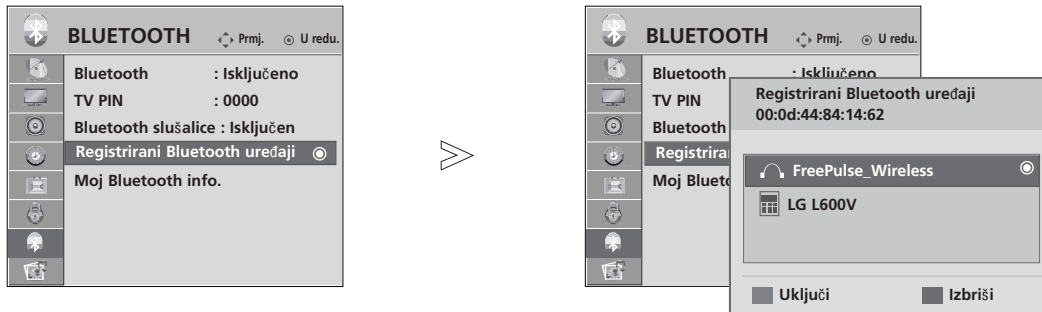 BLUETOOTH Prmj. U redu.
Bluetooth : Isključeno
TV PIN : 0000
Bluetooth slušalice : Isključen
Registrirani Bluetooth uređaji
Moj Bluetooth info.
BLUETOOTH Prmj. U redu.
Bluetooth : Isključeno
TV PIN
Bluetooth
Registrira
Moj Blueto
Registrirani Bluetooth uređaji
00:0d:44:84:14:62
FreePulse_Wireless
LG L600V
Uključi Izbriši